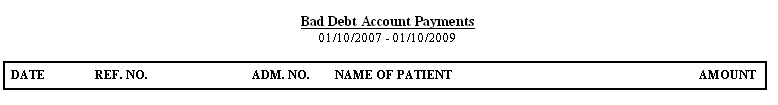 Bad Debt Account Payments
01/10/2007 - 01/10/2009
DATE REF. NO. ADM. NO. NAME OF PATIENT AMOUNT